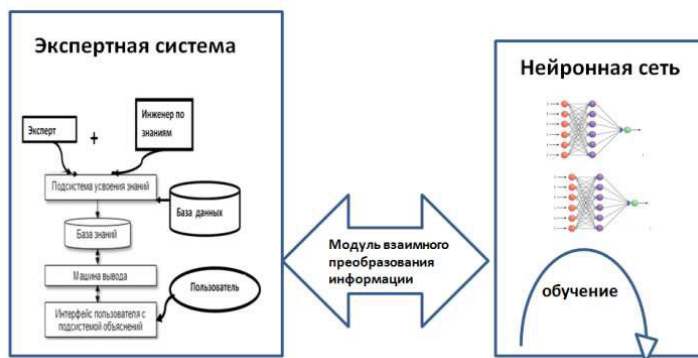 Экспертная система
Эксперт
+
Инженер по
знаниям
Подсистема усвоения знаний
База данных
База знаний
Машина вывода
Пользователь
Интерфейс пользователя с
подсистемой объяснений
Модуль взаимного
преобразования
информации
Нейронная сеть
обучение